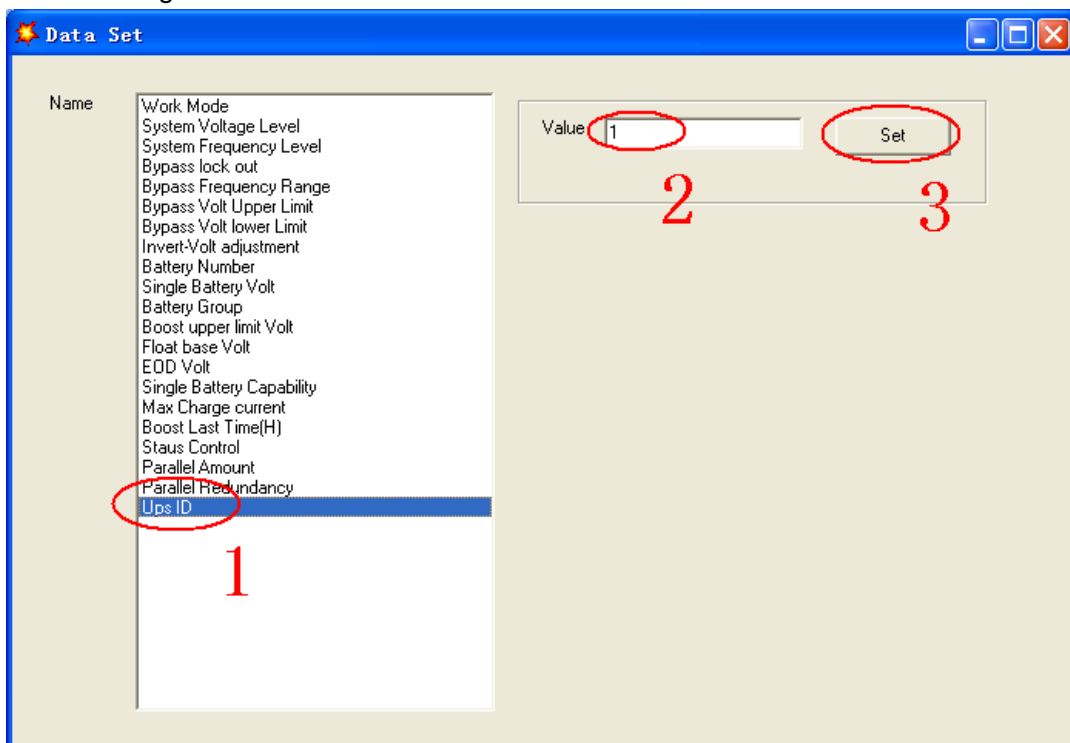 Data Set
Name
Work Mode
System Voltage Level
System Frequency Level
Bypass lock out
Bypass Frequency Range
Bypass Volt Upper Limit
Bypass Volt lower Limit
Invert-Volt adjustment
Battery Number
Single Battery Volt
Battery Group
Boost upper limit Volt
Float base Volt
EOD Volt
Single Battery Capability
Max Charge current
Boost Last Time(H)
Staus Control
Parallel Amount
Parallel Redundancy
Ups ID
1
Value 1 Set
2 3